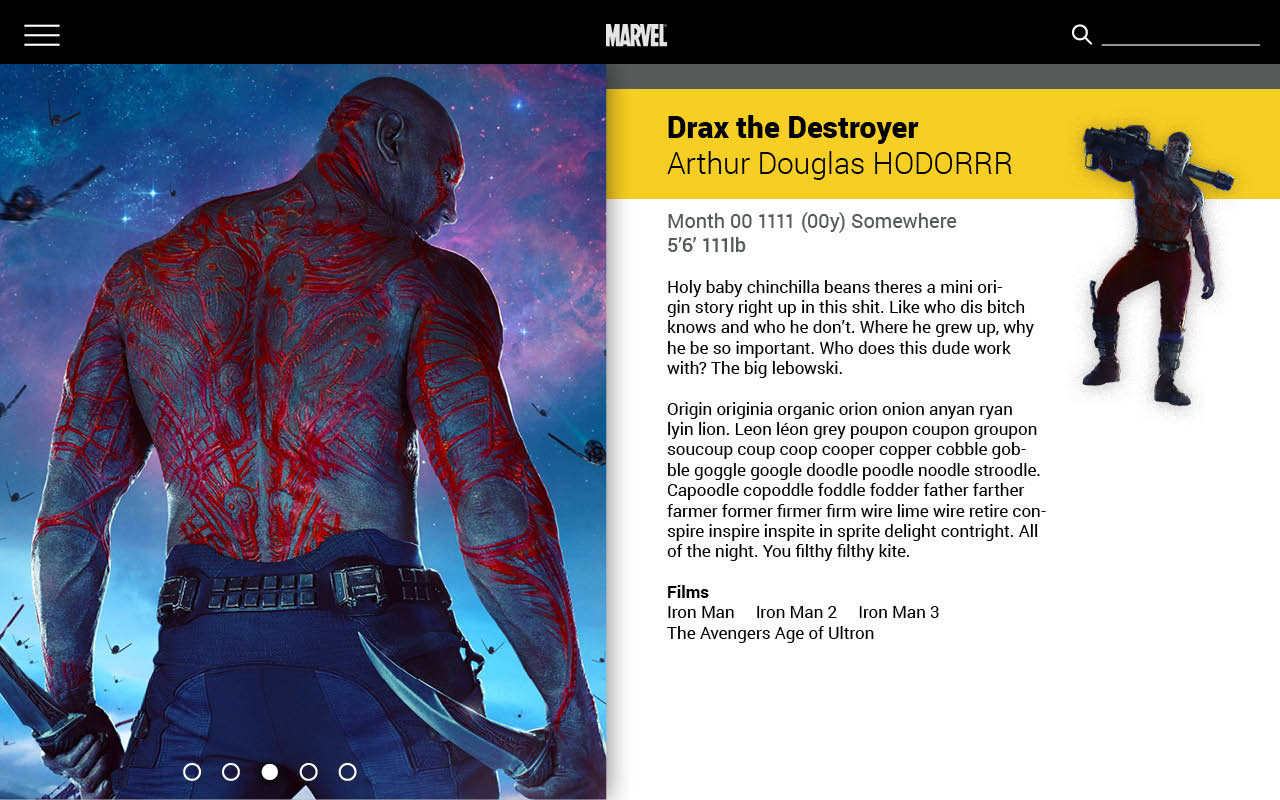 MARVEL
Drax the Destroyer
Arthur Douglas HODORRR
Month 00 1111 (00y) Somewhere
5’6’ 111lb
Holy baby chinchilla beans theres a mini ori-
gin story right up in this shit. Like who dis bitch
knows and who he don’t. Where he grew up, why
he be so important. Who does this dude work
with? The big lebowski.
Origin originia organic orion onion anyan ryan
lyin lion. Leon léon grey poupon coupon groupon
soucoup coup coop cooper copper cobble gob-
ble goggle google doodle poodle noodle stroodle.
Capoodle copoddle foddle fodder father farther
farmer former firmer firm wire lime wire retire con-
spire inspire inspite in sprite delight contright. All
of the night. You filthy filthy kite.
Films
Iron Man Iron Man 2 Iron Man 3
The Avengers Age of Ultron